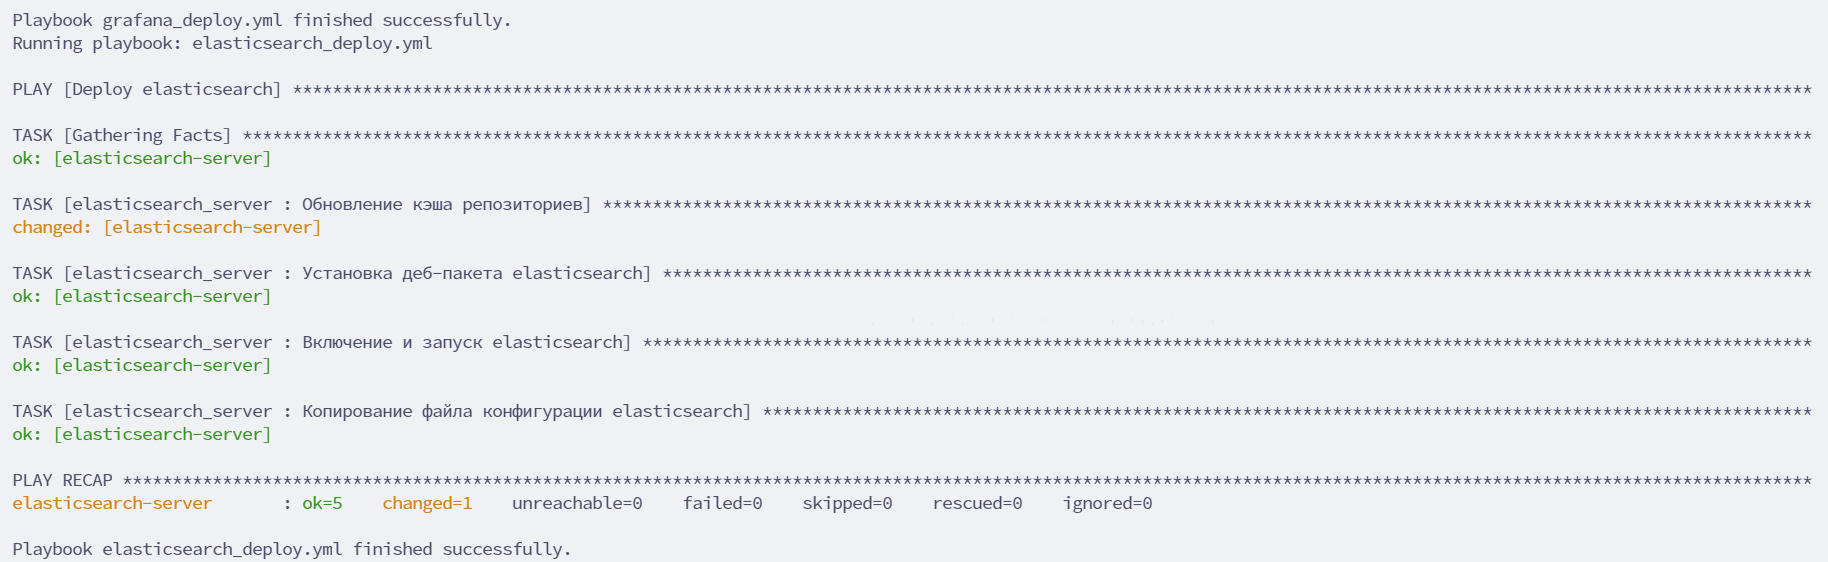 Playbook grafana_deploy.yml finished successfully.
Running playbook: elasticsearch_deploy.yml
PLAY [Deploy elasticsearch] ********************************************************************************************************************************************************
TASK [Gathering Facts] *************************************************************************************************************************************************************
ok: [elasticsearch-server]
TASK [elasticsearch_server : Обновление кэша репозиториев] *************************************************************************************************************************
changed: [elasticsearch-server]
TASK [elasticsearch_server : Установка деб-пакета elasticsearch] *******************************************************************************************************************
ok: [elasticsearch-server]
TASK [elasticsearch_server : Включение и запуск elasticsearch] *********************************************************************************************************************
ok: [elasticsearch-server]
TASK [elasticsearch_server : Копирование файла конфигурации elasticsearch] *********************************************************************************************************
ok: [elasticsearch-server]
PLAY RECAP *************************************************************************************************************************************************************************
elasticsearch-server       : ok=5    changed=1    unreachable=0    failed=0    skipped=0    rescued=0    ignored=0
Playbook elasticsearch_deploy.yml finished successfully.